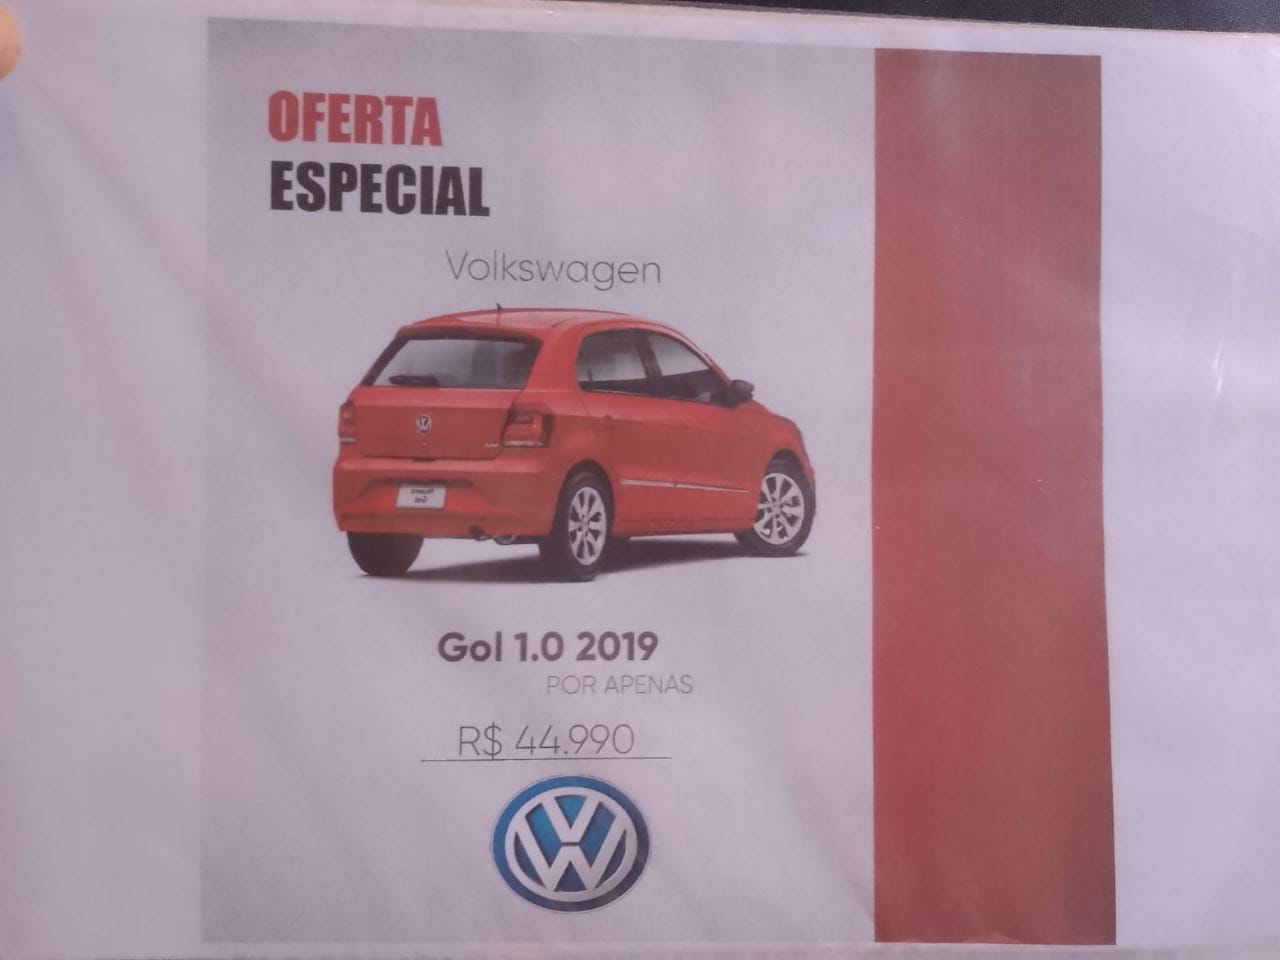 OFERTA
ESPECIAL
Volkswagen
Gol 1.0 2019
POR APENAS
R$ 44.990